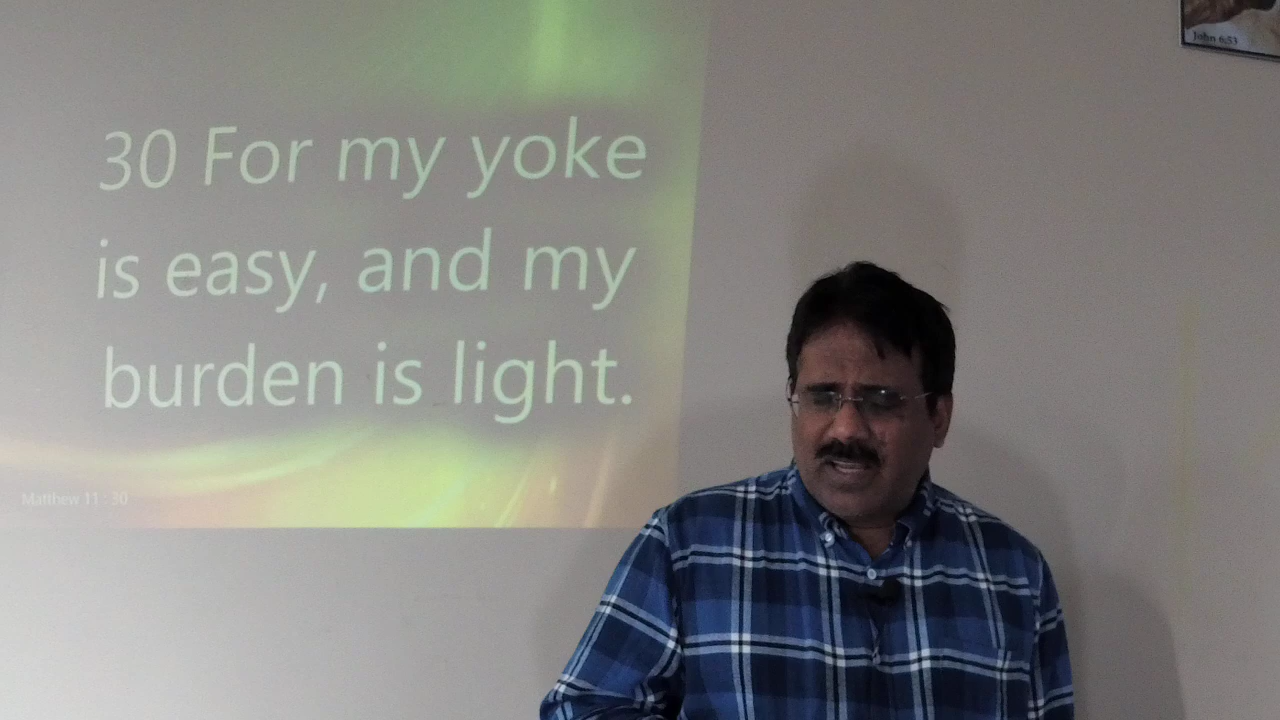 30 For my yoke
is easy, and my
burden is light.
Matthew 11 : 30
John 6:53